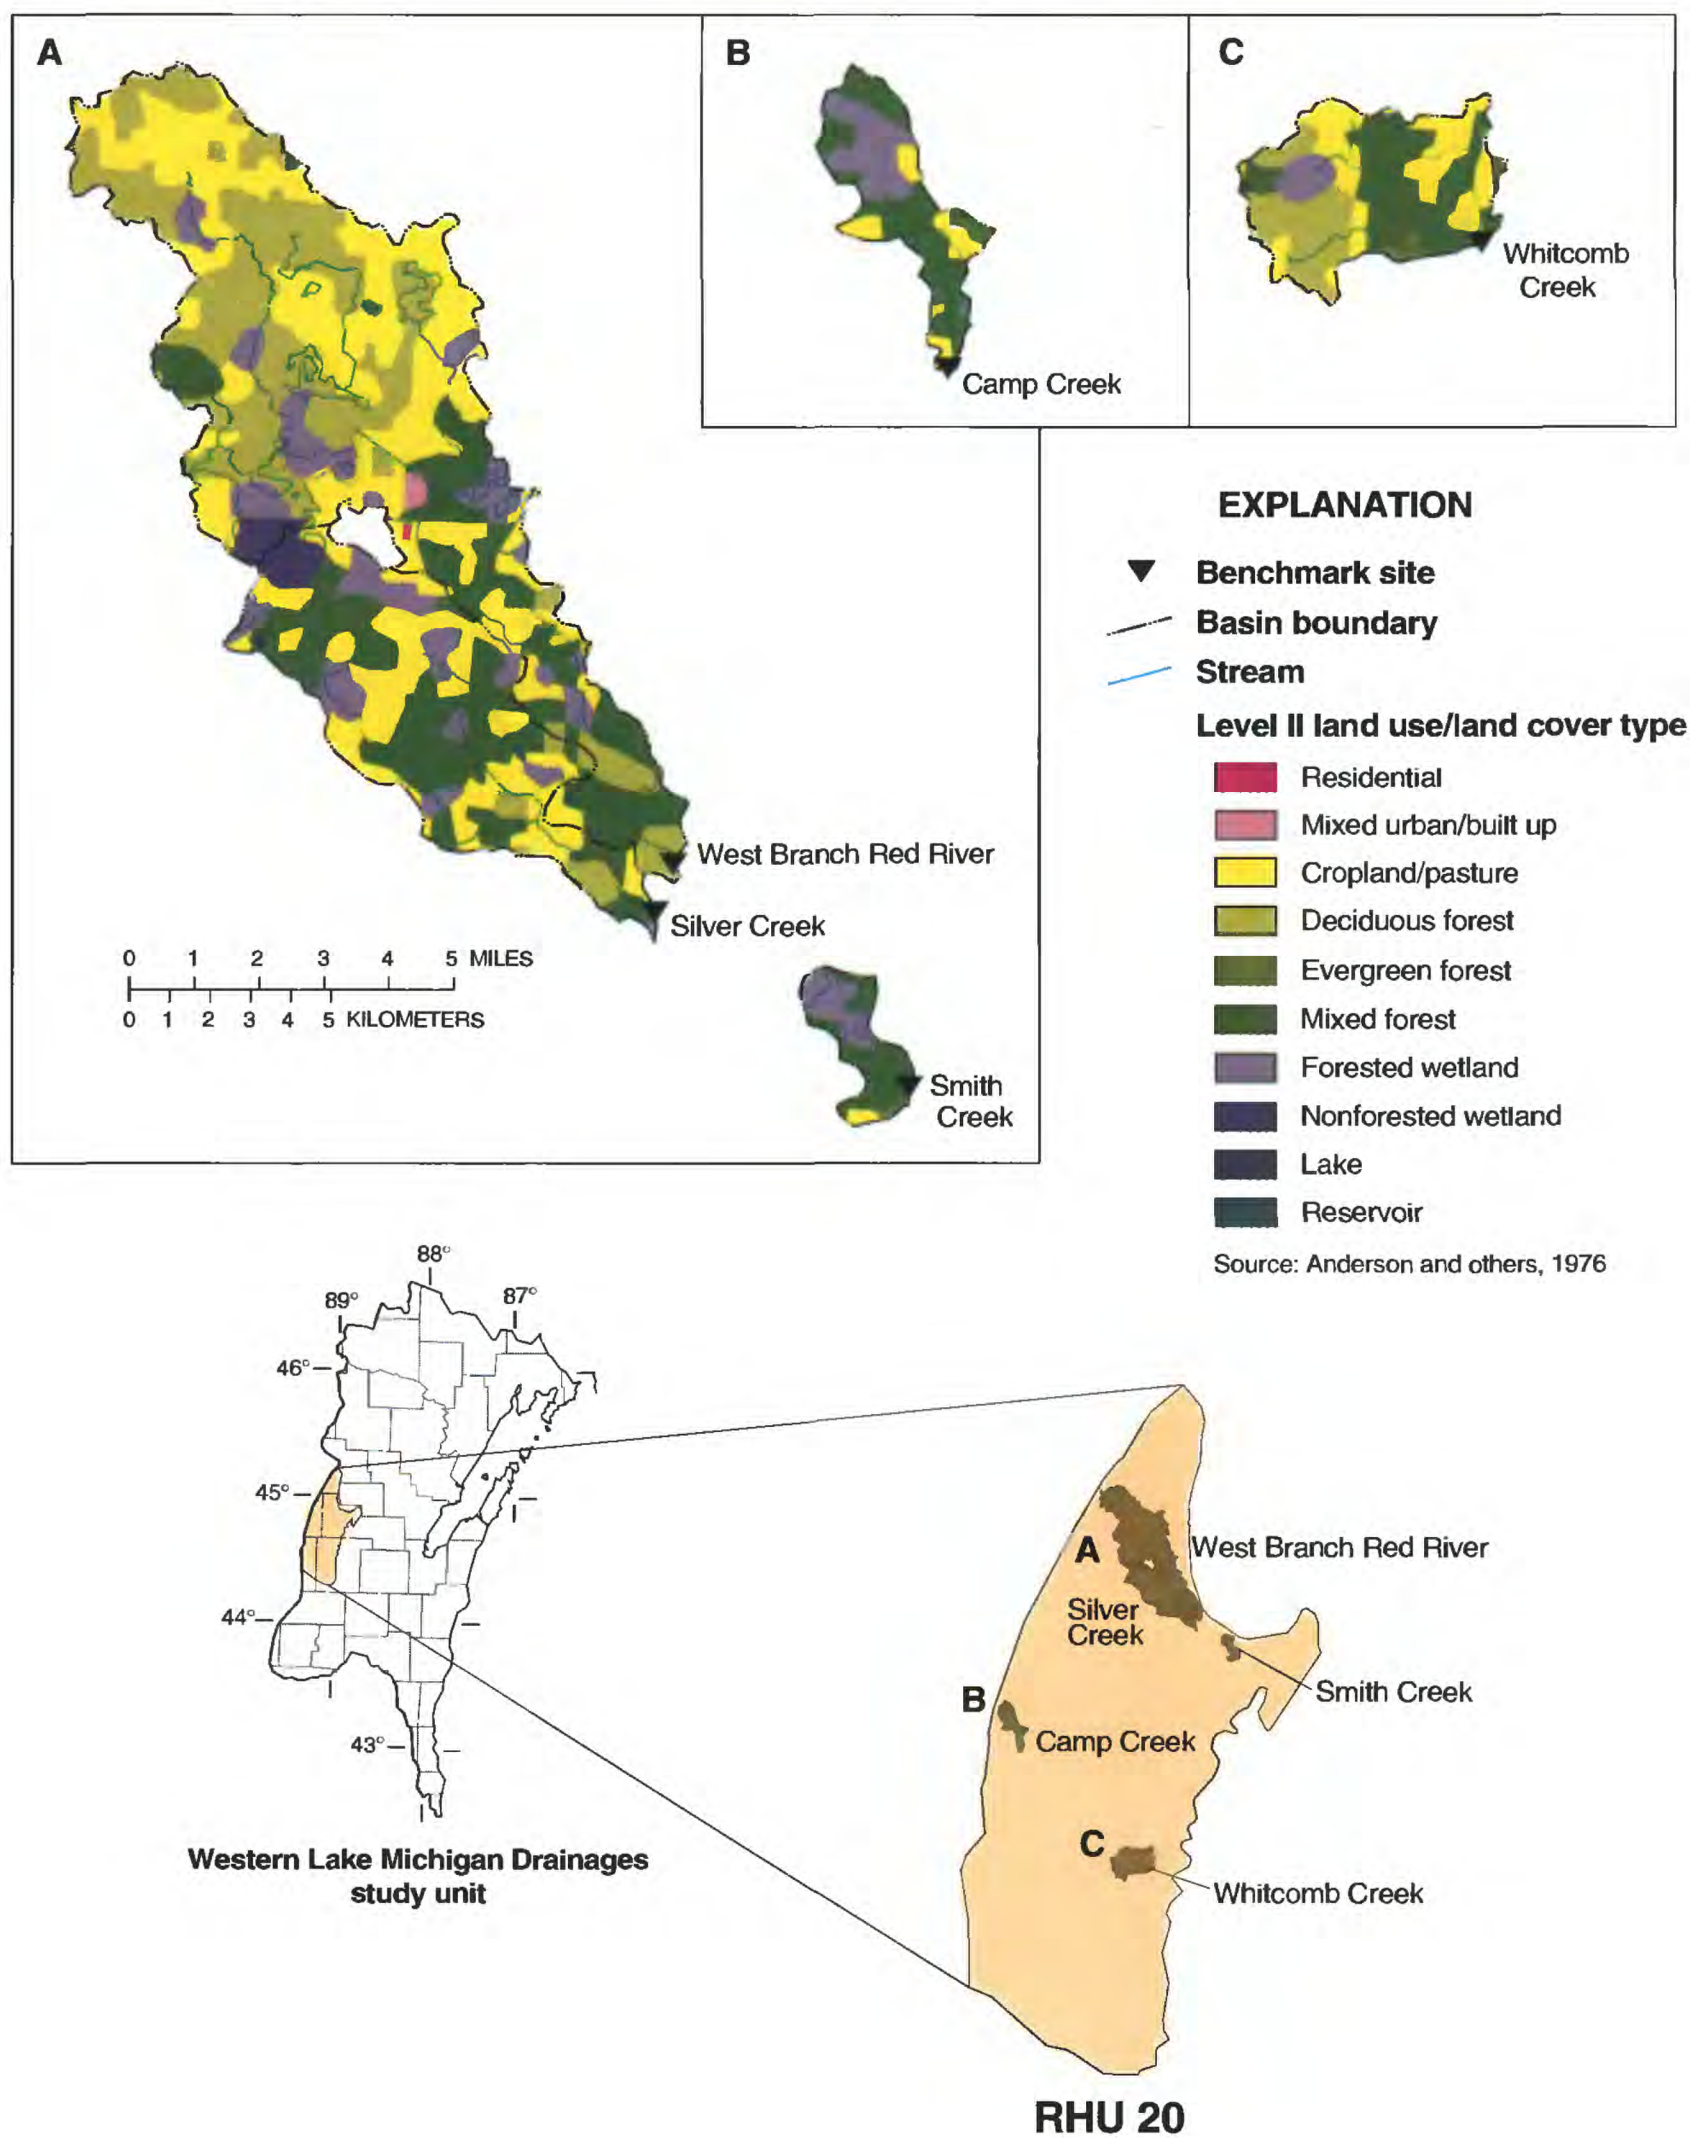 A
B
C
Camp Creek
Whitcomb
Creek
West Branch Red River
Silver Creek
0 1 2 3 4 5 MILES
0 1 2 3 4 5 KILOMETERS
Smith
Creek
EXPLANATION
Benchmark site
Basin boundary
Stream
Level II land use/land cover type
Residential
Mixed urban/built up
Cropland/pasture
Deciduous forest
Evergreen forest
Mixed forest
Forested wetland
Nonforested wetland
Lake
Reservoir
Source: Anderson and others, 1976
88°
89°
87°
46°
45°
44°
43°
Western Lake Michigan Drainages
study unit
A
West Branch Red River
Silver
Creek
Smith Creek
B
Camp Creek
C
Whitcomb Creek
RHU 20